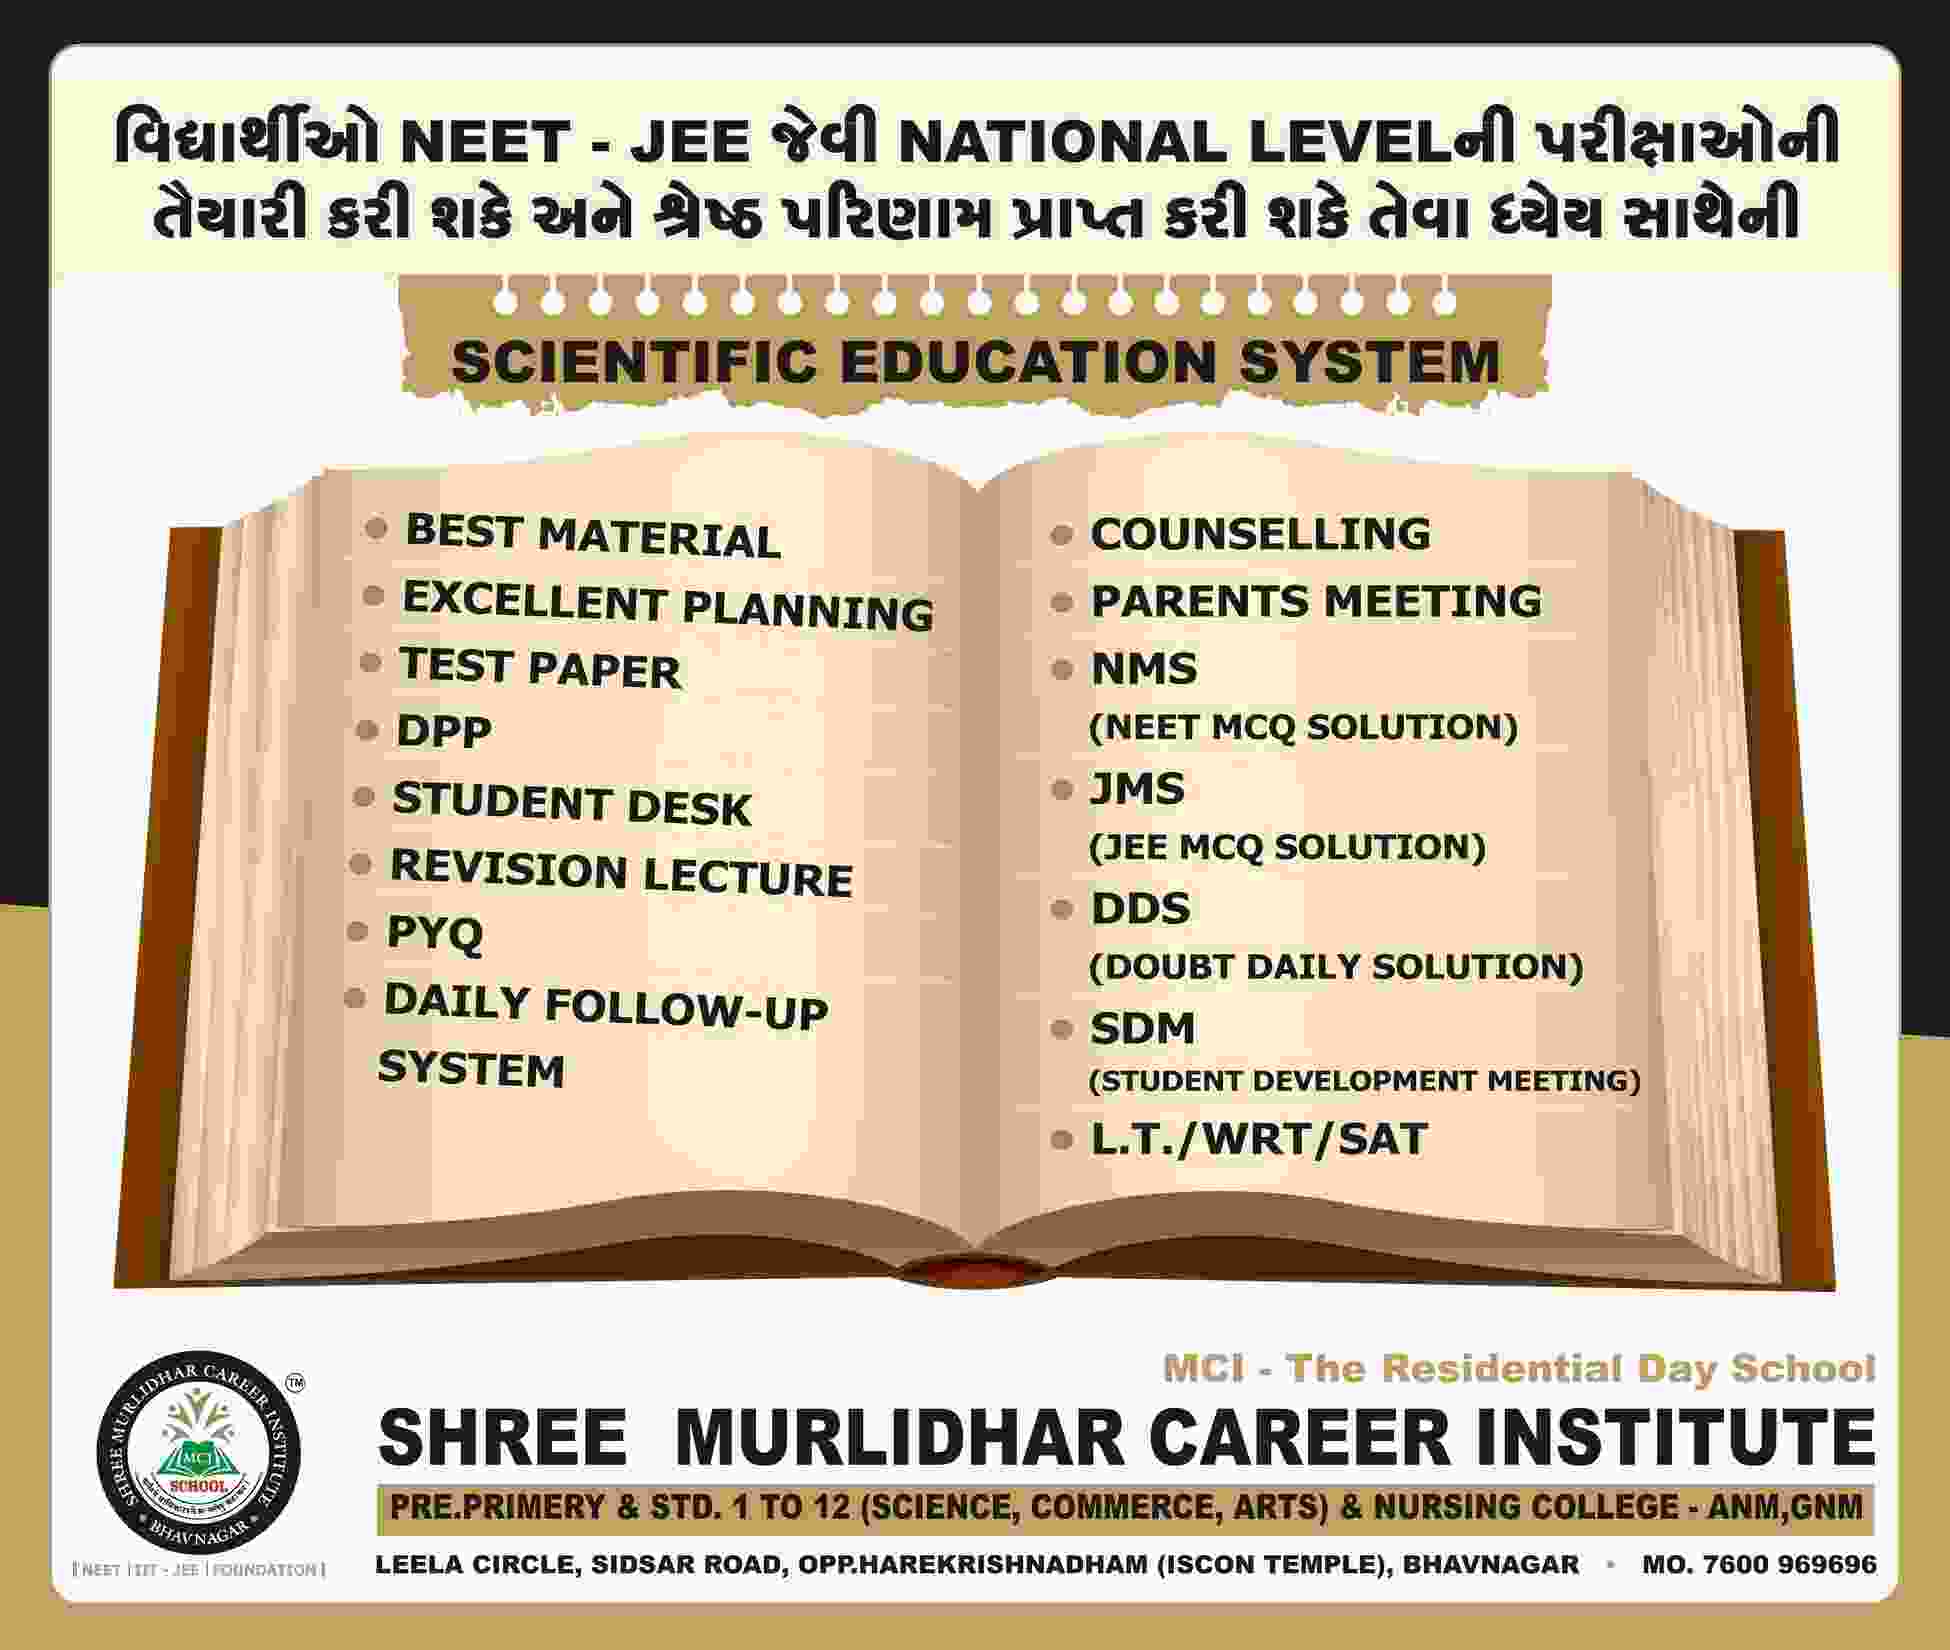 વિદ્યાર્થીઓ NEET - JEE જેવી NATIONAL LEVELની પરીક્ષાઓની
તૈયારી કરી શકે અને શ્રેષ્ઠ પરિણામ પ્રાપ્ત કરી શકે તેવા ધ્યેય સાથેની
SCIENTIFIC EDUCATION SYSTEM
• BEST MATERIAL
• EXCELLENT PLANNING
• TEST PAPER
• DPP
• STUDENT DESK
• REVISION LECTURE
• PYQ
• DAILY FOLLOW-UP
SYSTEM
• COUNSELLING
• PARENTS MEETING
• NMS
(NEET MCQ SOLUTION)
• JMS
(JEE MCQ SOLUTION)
• DDS
(DOUBT DAILY SOLUTION)
• SDM
(STUDENT DEVELOPMENT MEETING)
• L.T./WRT/SAT
SHREE MURLIDHAR CAREER INSTITUTE
TM
MCI
SCHOOL
• BHAVNAGAR •
| NEET | IIT - JEE | FOUNDATION |
MCI - The Residential Day School
SHREE MURLIDHAR CAREER INSTITUTE
PRE.PRIMERY & STD. 1 TO 12 (SCIENCE, COMMERCE, ARTS) & NURSING COLLEGE - ANM,GNM
LEELA CIRCLE, SIDSAR ROAD, OPP.HAREKRISHNADHAM (ISCON TEMPLE), BHAVNAGAR • MO. 7600 969696